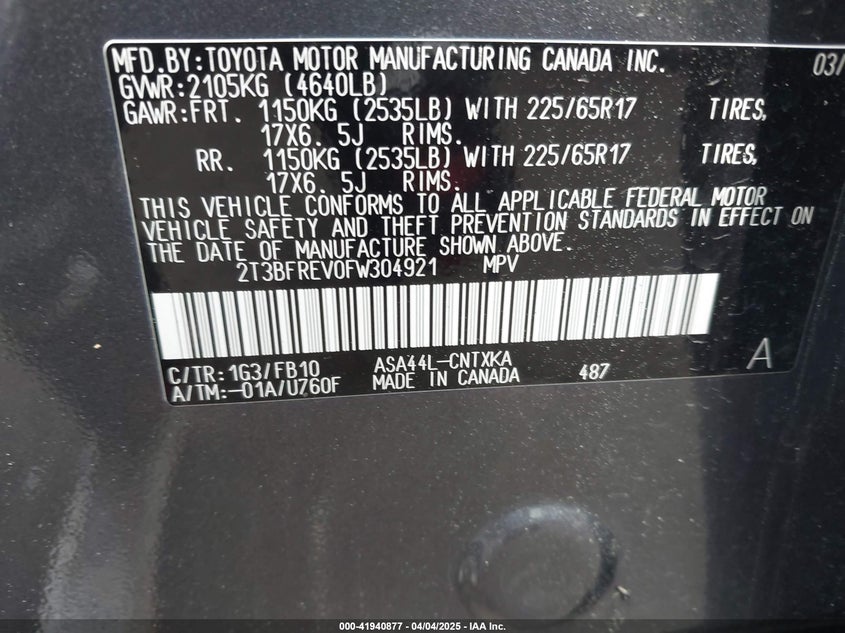 MFD.BY:TOYOTA MOTOR MANUFACTURING CANADA INC. 03/
GVWR:2105KG (4640LB)
GAWR:FRT. 1150KG (2535LB) WITH 225/65R17 TIRES,
17X6. 5J RIMS.
RR. 1150KG (2535LB) WITH 225/65R17 TIRES,
17X6. 5J RIMS.
THIS VEHICLE CONFORMS TO ALL APPLICABLE FEDERAL MOTOR
VEHICLE SAFETY AND THEFT PREVENTION STANDARDS IN EFFECT ON
THE DATE OF MANUFACTURE SHOWN ABOVE.
2T3BFREV0FW304921 MPV
C/TR: 1G3/FB10 ASA44L-CNTXKA A
A/TM:-01A/U760F MADE IN CANADA 487
000-41940877 - 04/04/2025 - IAA Inc.